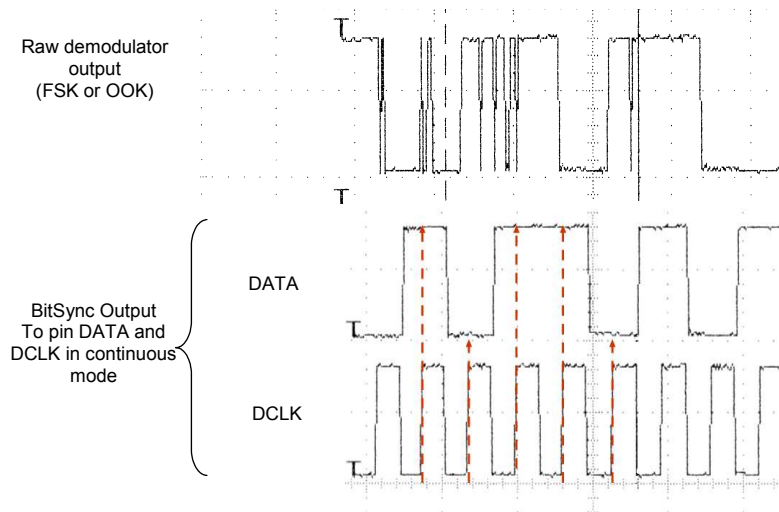 Raw demodulator
output
(FSK or OOK)
DATA
BitSync Output
To pin DATA and
DCLK in continuous
mode
DCLK